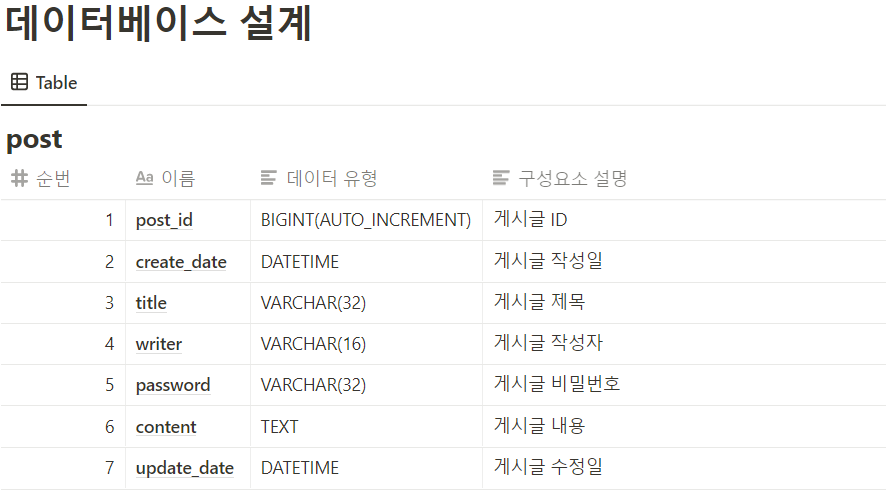 데이터베이스 설계
Table
post
순번 Aa 이름 데이터 유형 구성요소 설명
1 post_id BIGINT(AUTO_INCREMENT) 게시글 ID
2 create_date DATETIME 게시글 작성일
3 title VARCHAR(32) 게시글 제목
4 writer VARCHAR(16) 게시글 작성자
5 password VARCHAR(32) 게시글 비밀번호
6 content TEXT 게시글 내용
7 update_date DATETIME 게시글 수정일